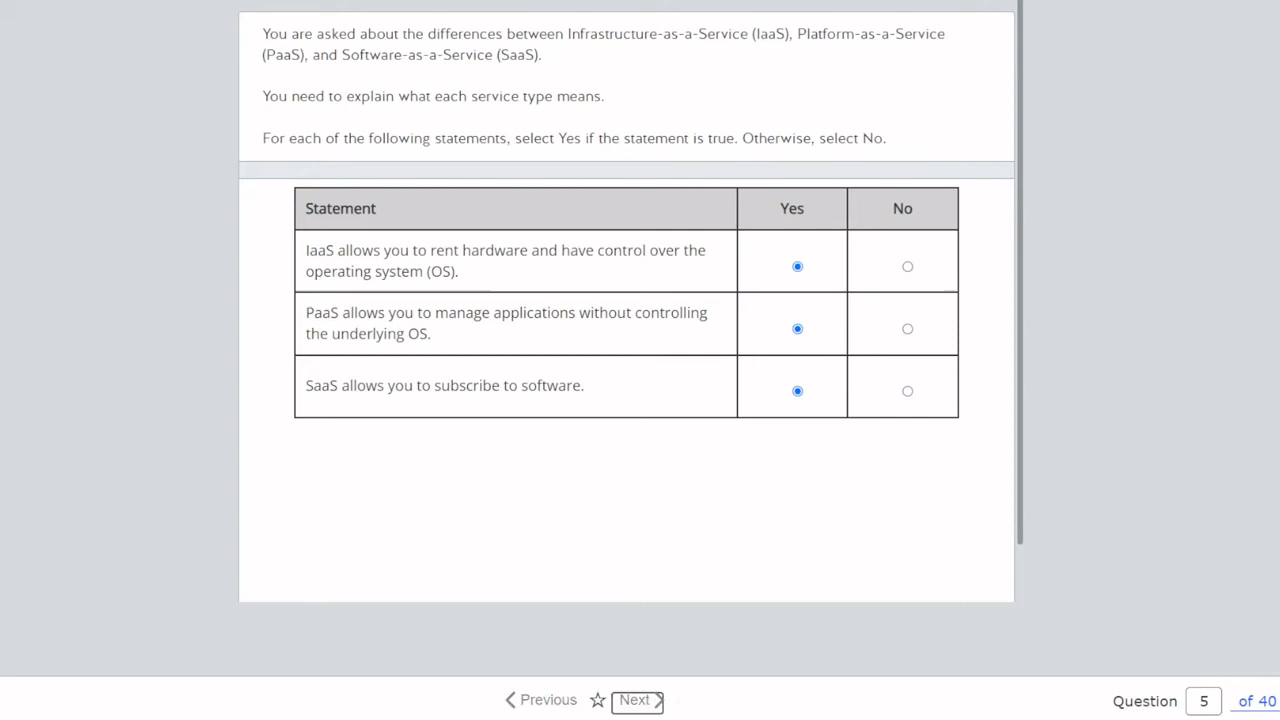 You are asked about the differences between Infrastructure-as-a-Service (IaaS), Platform-as-a-Service
(PaaS), and Software-as-a-Service (SaaS).
You need to explain what each service type means.
For each of the following statements, select Yes if the statement is true. Otherwise, select No.
Statement Yes No
IaaS allows you to rent hardware and have control over the
operating system (OS).
PaaS allows you to manage applications without controlling
the underlying OS.
SaaS allows you to subscribe to software.
Previous Next Question 5 of 40